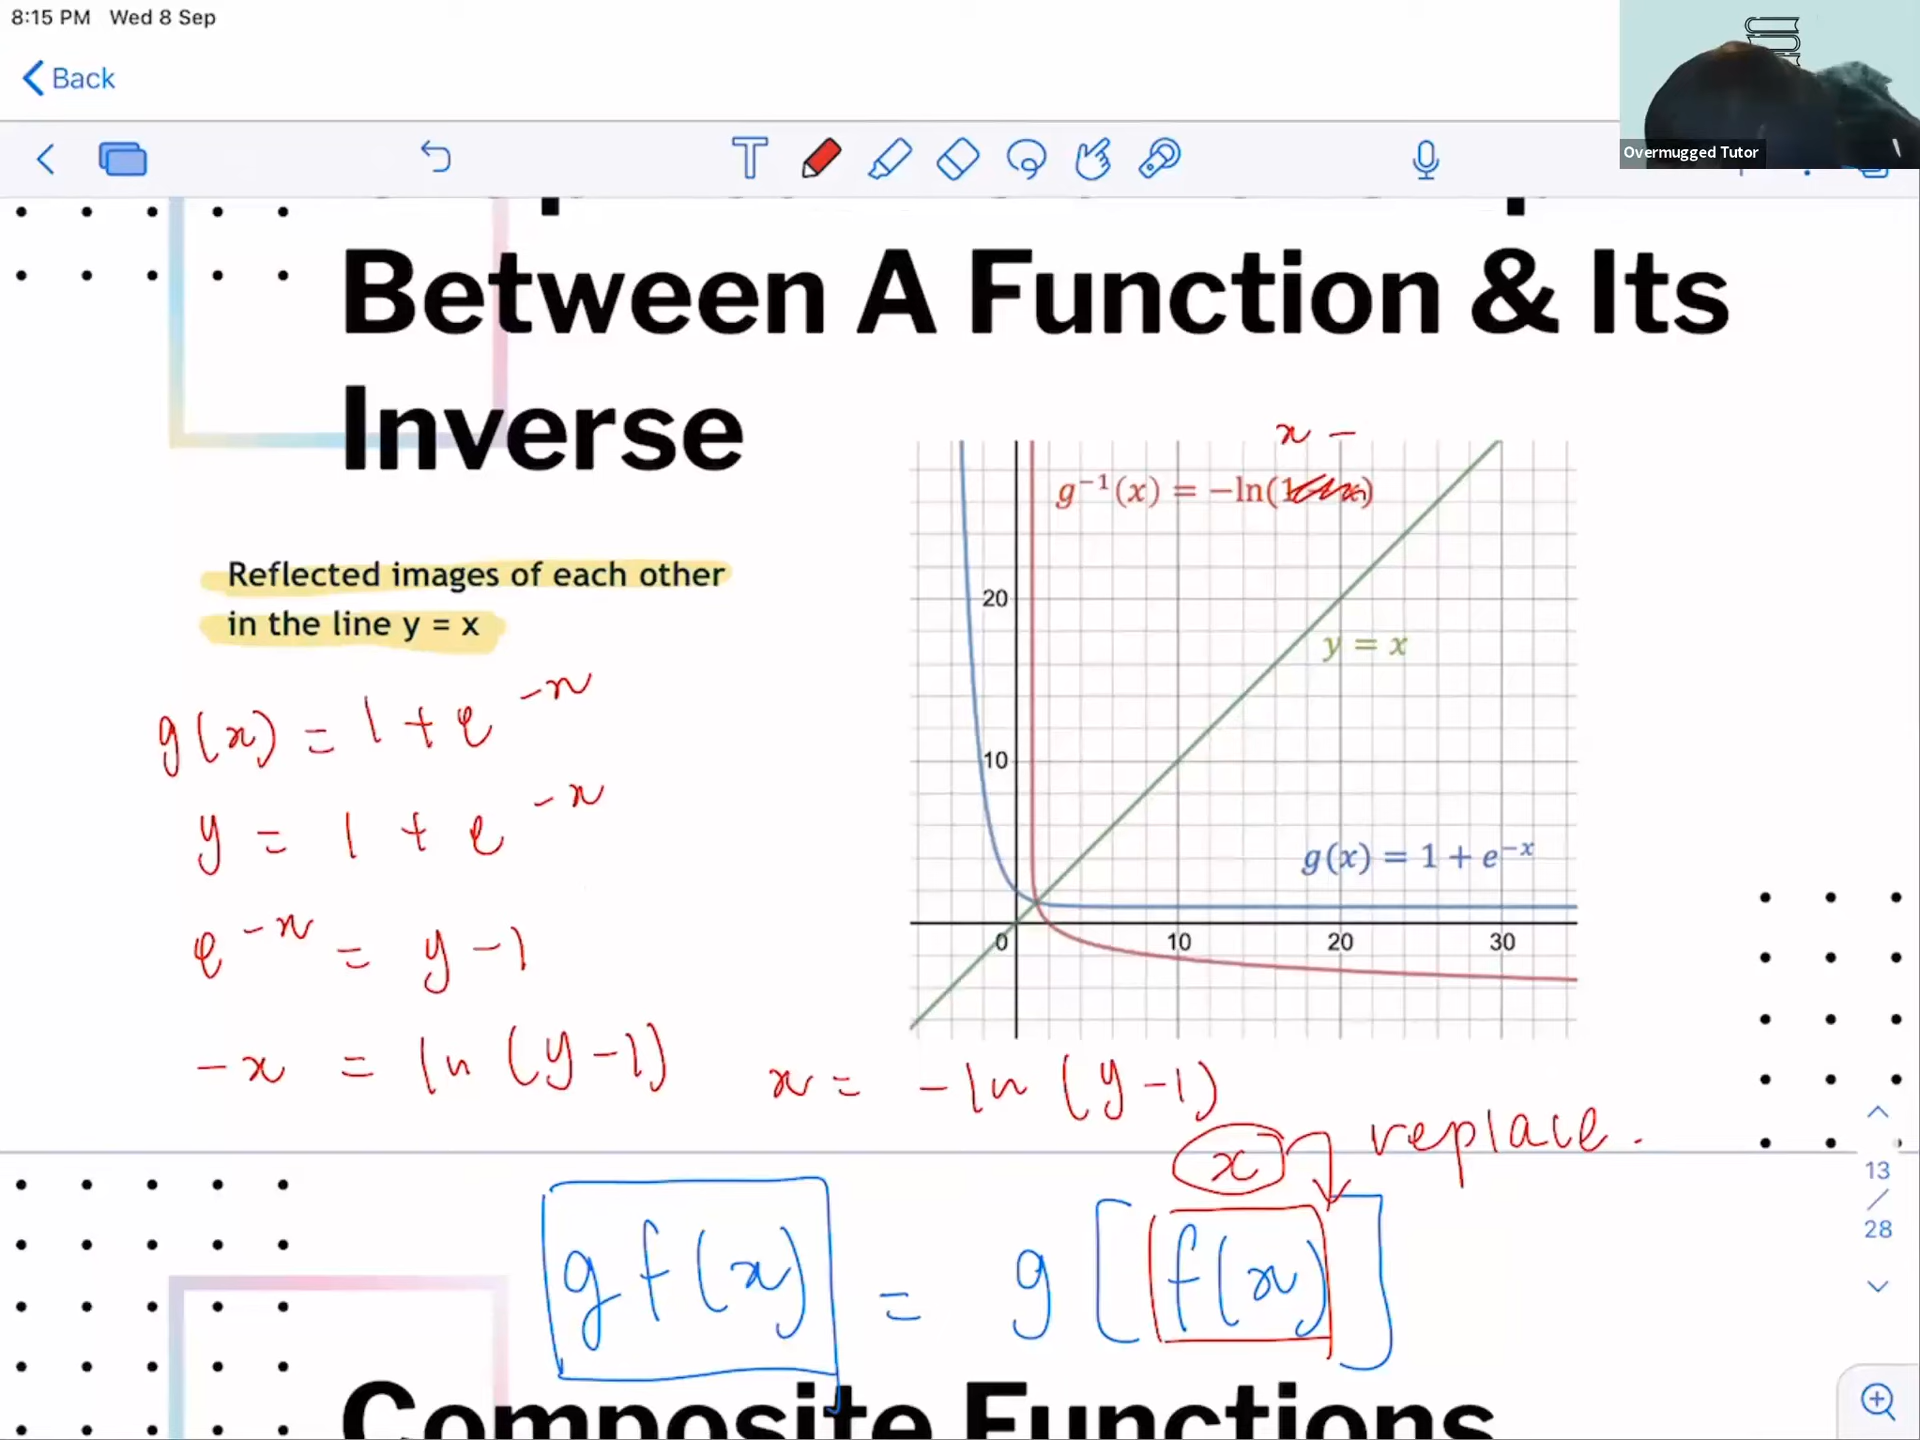 8:15 PM Wed 8 Sep
Back
Overmugged Tutor
Between A Function & Its
Inverse
x –
g⁻¹(x) = −ln(1
Reflected images of each other
in the line y = x
20
y = x
10
g(x) = 1 + e⁻ˣ
0 10 20 30
g(x) = 1 + e⁻ˣ
y = 1 + e⁻ˣ
e⁻ˣ = y − 1
−x = ln (y−1)
x = −ln (y−1)
x replace.
13
/
28
gf(x) = g[f(x)]
Composite Functions